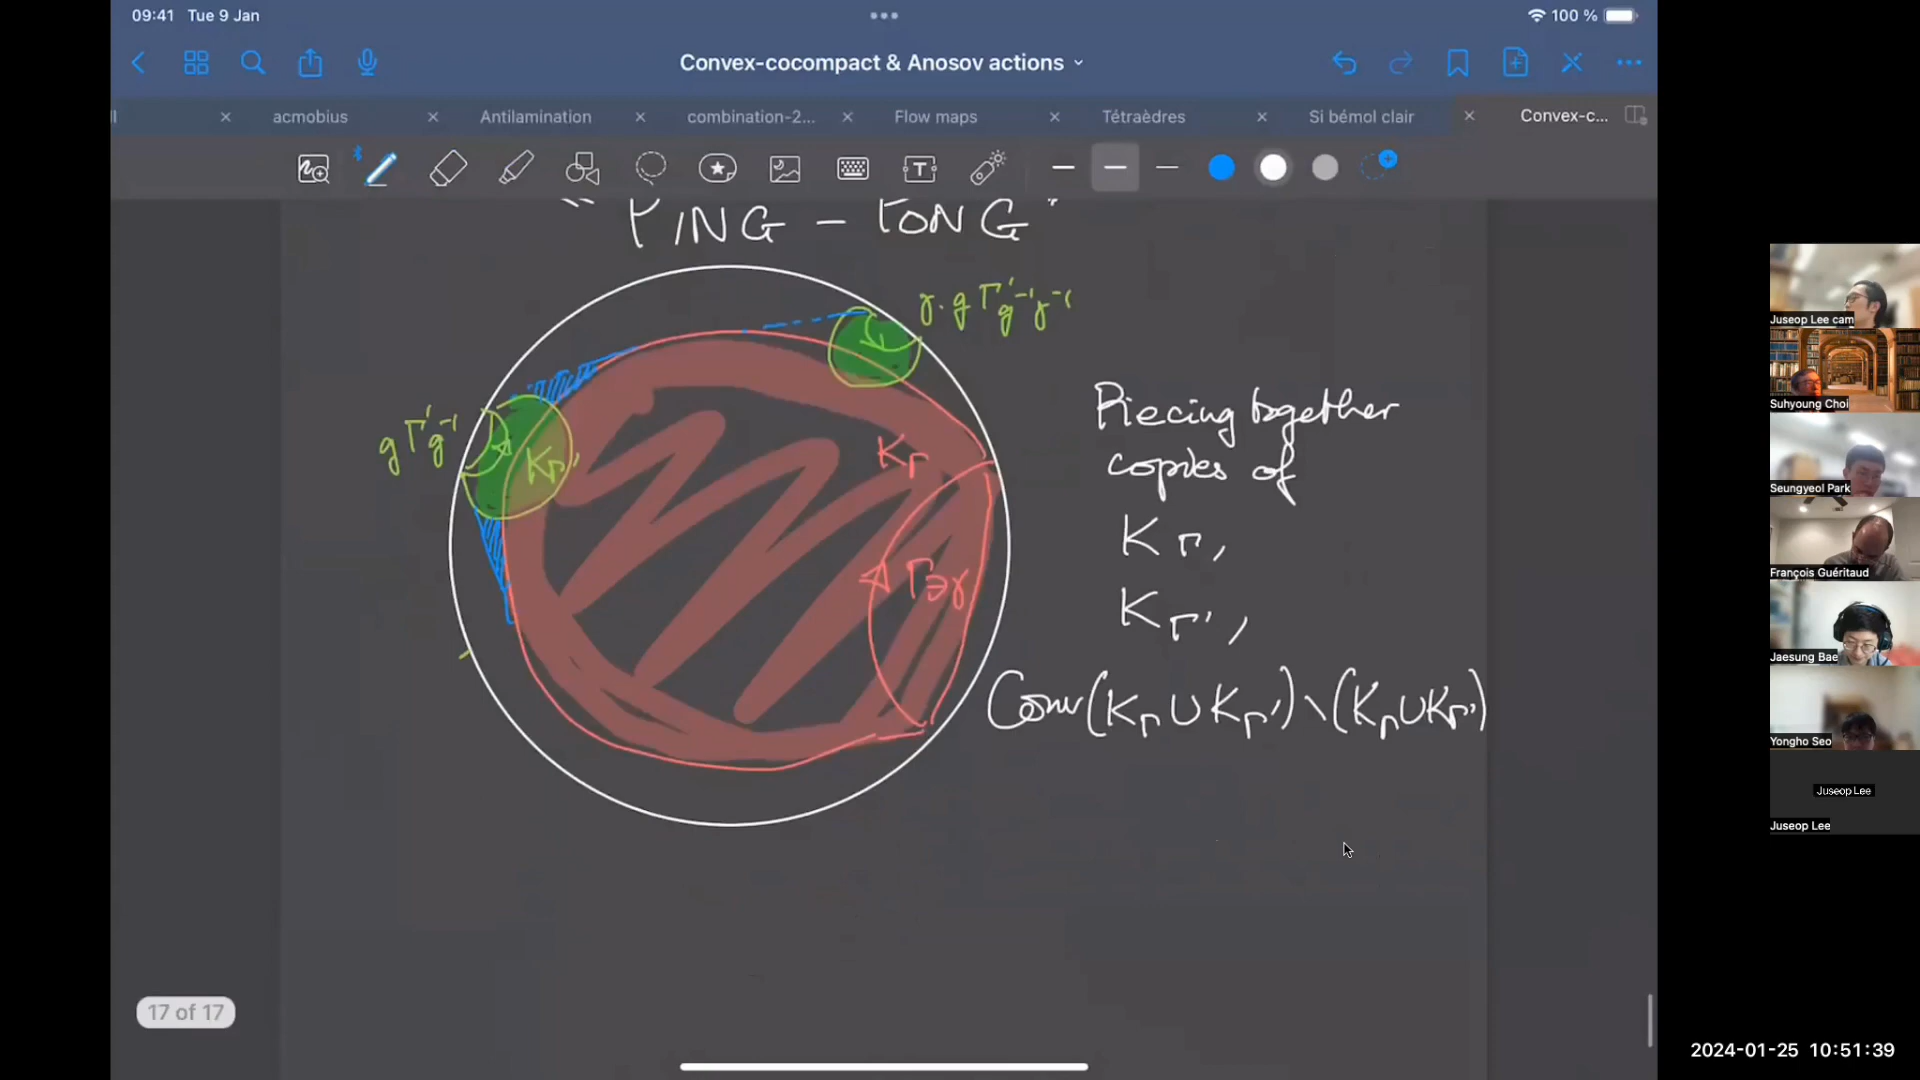 09:41 Tue 9 Jan
100 %
Convex-cocompact & Anosov actions
ll
acmobius
Antilamination
combination-2...
Flow maps
Tétraèdres
Si bémol clair
Convex-c...
T
" PING - PONG "
γ·gΓ'g⁻¹γ⁻¹
gΓ'g⁻¹
K_Γ'
K_Γ
Γ∋γ
Piecing together
copies of
K_Γ,
K_Γ',
Conv(K_Γ ∪ K_Γ') \ (K_Γ ∪ K_Γ')
17 of 17
Juseop Lee cam
Suhyoung Choi
Seungyeol Park
François Guéritaud
Jaesung Bae
Yongho Seo
Juseop Lee
Juseop Lee
2024-01-25 10:51:39